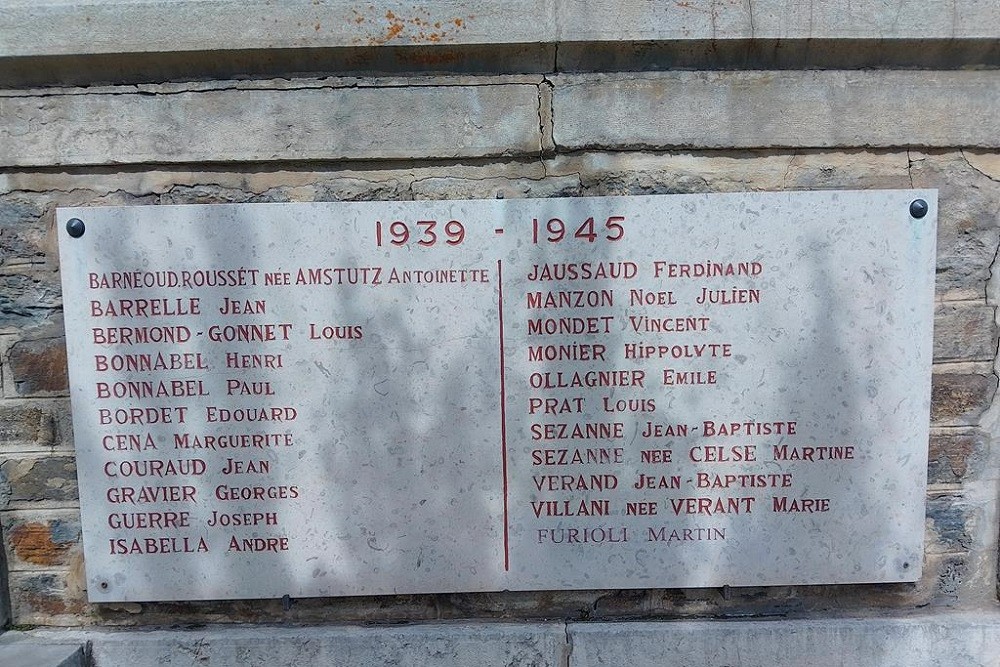 1939 - 1945
BARNÉOUD.ROUSSÉT NÉE AMSTUTZ ANTOINETTE
BARRELLE JEAN
BERMOND-GONNET LOUIS
BONNABEL HENRI
BONNABEL PAUL
BORDET EDOUARD
CENA MARGUERITE
COURAUD JEAN
GRAVIER GEORGES
GUERRE JOSEPH
ISABELLA ANDRE
JAUSSAUD FERDINAND
MANZON NOEL JULIEN
MONDET VINCENT
MONIER HIPPOLYTE
OLLAGNIER EMILE
PRAT LOUIS
SEZANNE JEAN-BAPTISTE
SEZANNE NÉE CELSE MARTINE
VERAND JEAN-BAPTISTE
VILLANI NÉE VERANT MARIE
FURIOLI MARTIN